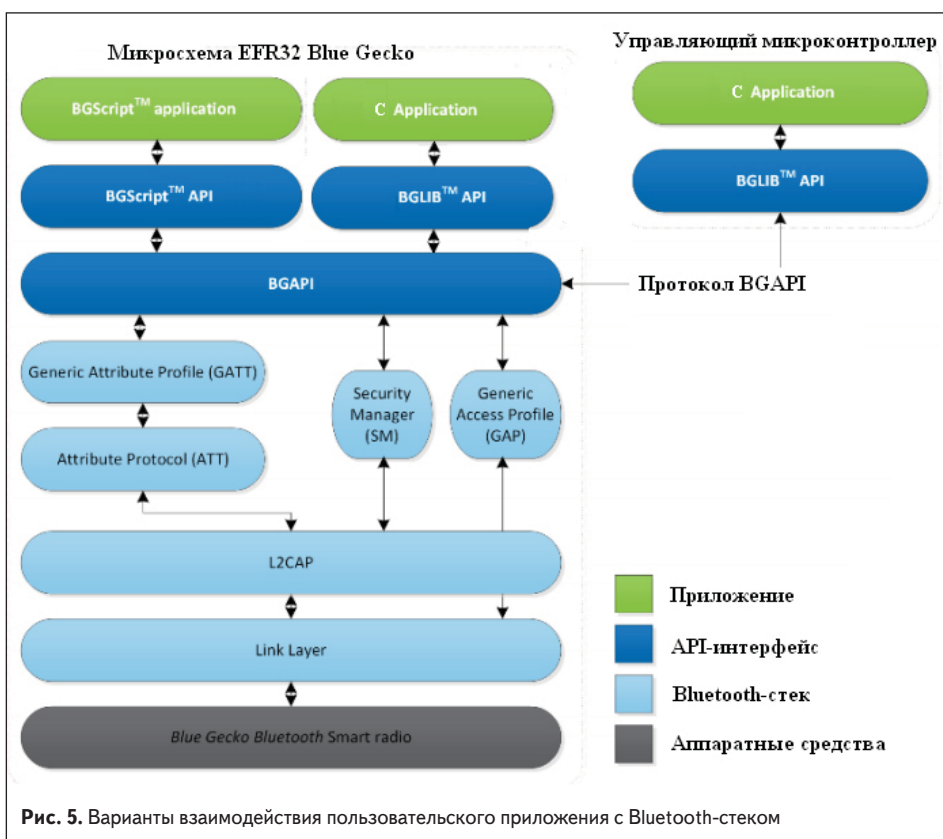 Микросхема EFR32 Blue Gecko
Управляющий микроконтроллер
BGScript™ application
C Application
C Application
BGScript™ API
BGLIB™ API
BGLIB™ API
BGAPI
Протокол BGAPI
Generic Attribute Profile (GATT)
Security
Manager
(SM)
Generic
Access Profile
(GAP)
Attribute Protocol (ATT)
L2CAP
Link Layer
Blue Gecko Bluetooth Smart radio
Приложение
API-интерфейс
Bluetooth-стек
Аппаратные средства
Рис. 5. Варианты взаимодействия пользовательского приложения с Bluetooth-стеком